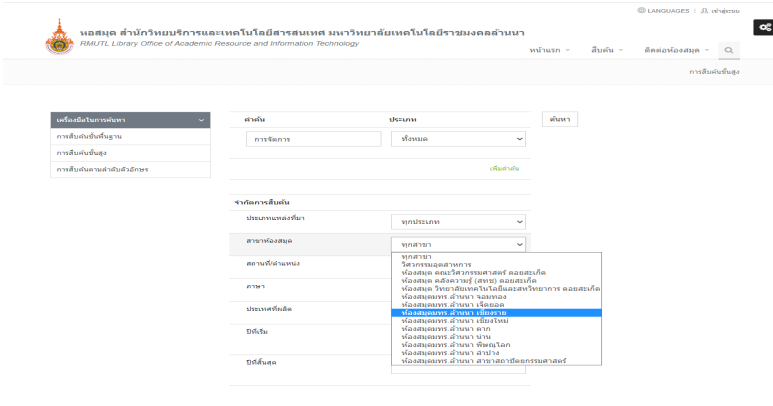 LANGUAGES | เข้าสู่ระบบ
หอสมุด สำนักวิทยบริการและเทคโนโลยีสารสนเทศ มหาวิทยาลัยเทคโนโลยีราชมงคลล้านนา
RMUTL Library Office of Academic Resource and Information Technology
หน้าแรก สืบค้น ติดต่อห้องสมุด
การสืบค้นขั้นสูง
เครื่องมือในการค้นหา
การสืบค้นขั้นพื้นฐาน
การสืบค้นขั้นสูง
การสืบค้นตามลำดับตัวอักษร
คำค้น ประเภท ค้นหา
การจัดการ ทั้งหมด
เพิ่มคำค้น
จำกัดการสืบค้น
ประเภทแหล่งที่มา ทุกประเภท
สาขาห้องสมุด ทุกสาขา
สถานที่/ตำแหน่ง
ภาษา
ประเทศที่ผลิต
ปีที่เริ่ม
ปีที่สิ้นสุด
ทุกสาขา
วิศวกรรมอุตสาหการ
ห้องสมุด คณะวิศวกรรมศาสตร์ ดอยสะเก็ด
ห้องสมุด คลังความรู้ (สทช) ดอยสะเก็ด
ห้องสมุด วิทยาลัยเทคโนโลยีและสหวิทยาการ ดอยสะเก็ด
ห้องสมุดมทร.ล้านนา จอมทอง
ห้องสมุดมทร.ล้านนา เจ็ดยอด
ห้องสมุดมทร.ล้านนา เชียงราย
ห้องสมุดมทร.ล้านนา เชียงใหม่
ห้องสมุดมทร.ล้านนา ตาก
ห้องสมุดมทร.ล้านนา น่าน
ห้องสมุดมทร.ล้านนา พิษณุโลก
ห้องสมุดมทร.ล้านนา ลำปาง
ห้องสมุดมทร.ล้านนา สาขาสถาปัตยกรรมศาสตร์